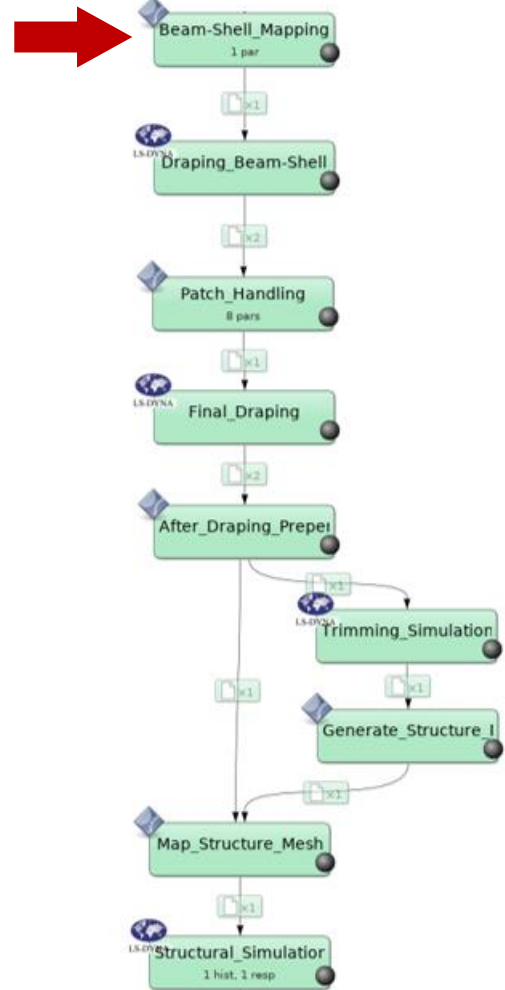 Beam-Shell_Mapping
1 par
×1
LS-DYNA
Draping_Beam-Shell
×2
Patch_Handling
8 pars
×1
LS-DYNA
Final_Draping
×2
After_Draping_Preper
×1
LS-DYNA
Trimming_Simulation
×1
×1
Generate_Structure_I
×1
Map_Structure_Mesh
×1
LS-DYNA
Structural_Simulation
1 hist, 1 resp